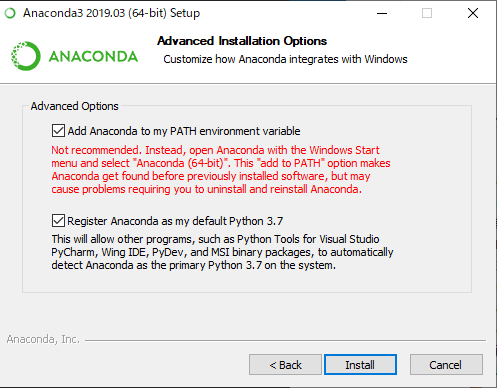 Anaconda3 2019.03 (64-bit) Setup
ANACONDA
Advanced Installation Options
Customize how Anaconda integrates with Windows
Advanced Options
Add Anaconda to my PATH environment variable
Not recommended. Instead, open Anaconda with the Windows Start
menu and select "Anaconda (64-bit)". This "add to PATH" option makes
Anaconda get found before previously installed software, but may
cause problems requiring you to uninstall and reinstall Anaconda.
Register Anaconda as my default Python 3.7
This will allow other programs, such as Python Tools for Visual Studio
PyCharm, Wing IDE, PyDev, and MSI binary packages, to automatically
detect Anaconda as the primary Python 3.7 on the system.
Anaconda, Inc.
< Back
Install
Cancel